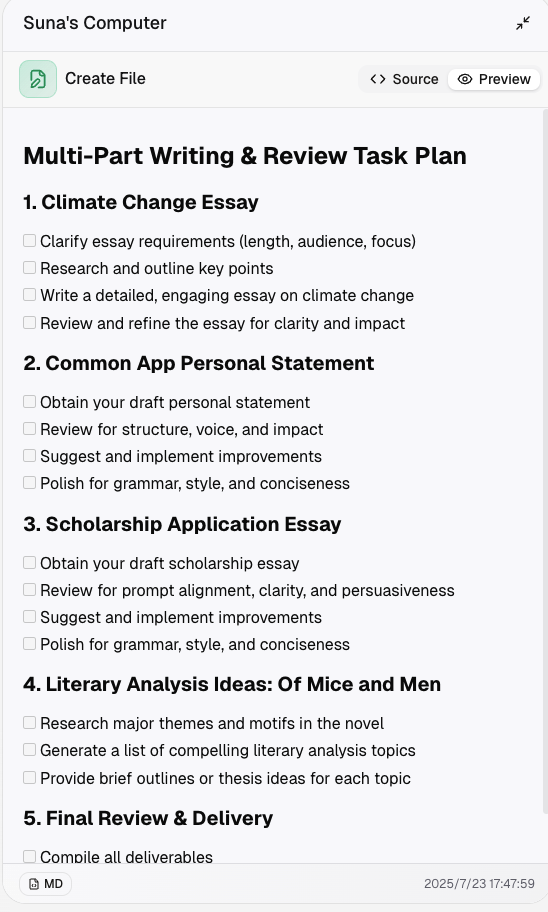 Suna's Computer
Create File
Source
Preview
Multi-Part Writing & Review Task Plan
1. Climate Change Essay
Clarify essay requirements (length, audience, focus)
Research and outline key points
Write a detailed, engaging essay on climate change
Review and refine the essay for clarity and impact
2. Common App Personal Statement
Obtain your draft personal statement
Review for structure, voice, and impact
Suggest and implement improvements
Polish for grammar, style, and conciseness
3. Scholarship Application Essay
Obtain your draft scholarship essay
Review for prompt alignment, clarity, and persuasiveness
Suggest and implement improvements
Polish for grammar, style, and conciseness
4. Literary Analysis Ideas: Of Mice and Men
Research major themes and motifs in the novel
Generate a list of compelling literary analysis topics
Provide brief outlines or thesis ideas for each topic
5. Final Review & Delivery
Compile all deliverables
MD
2025/7/23 17:47:59